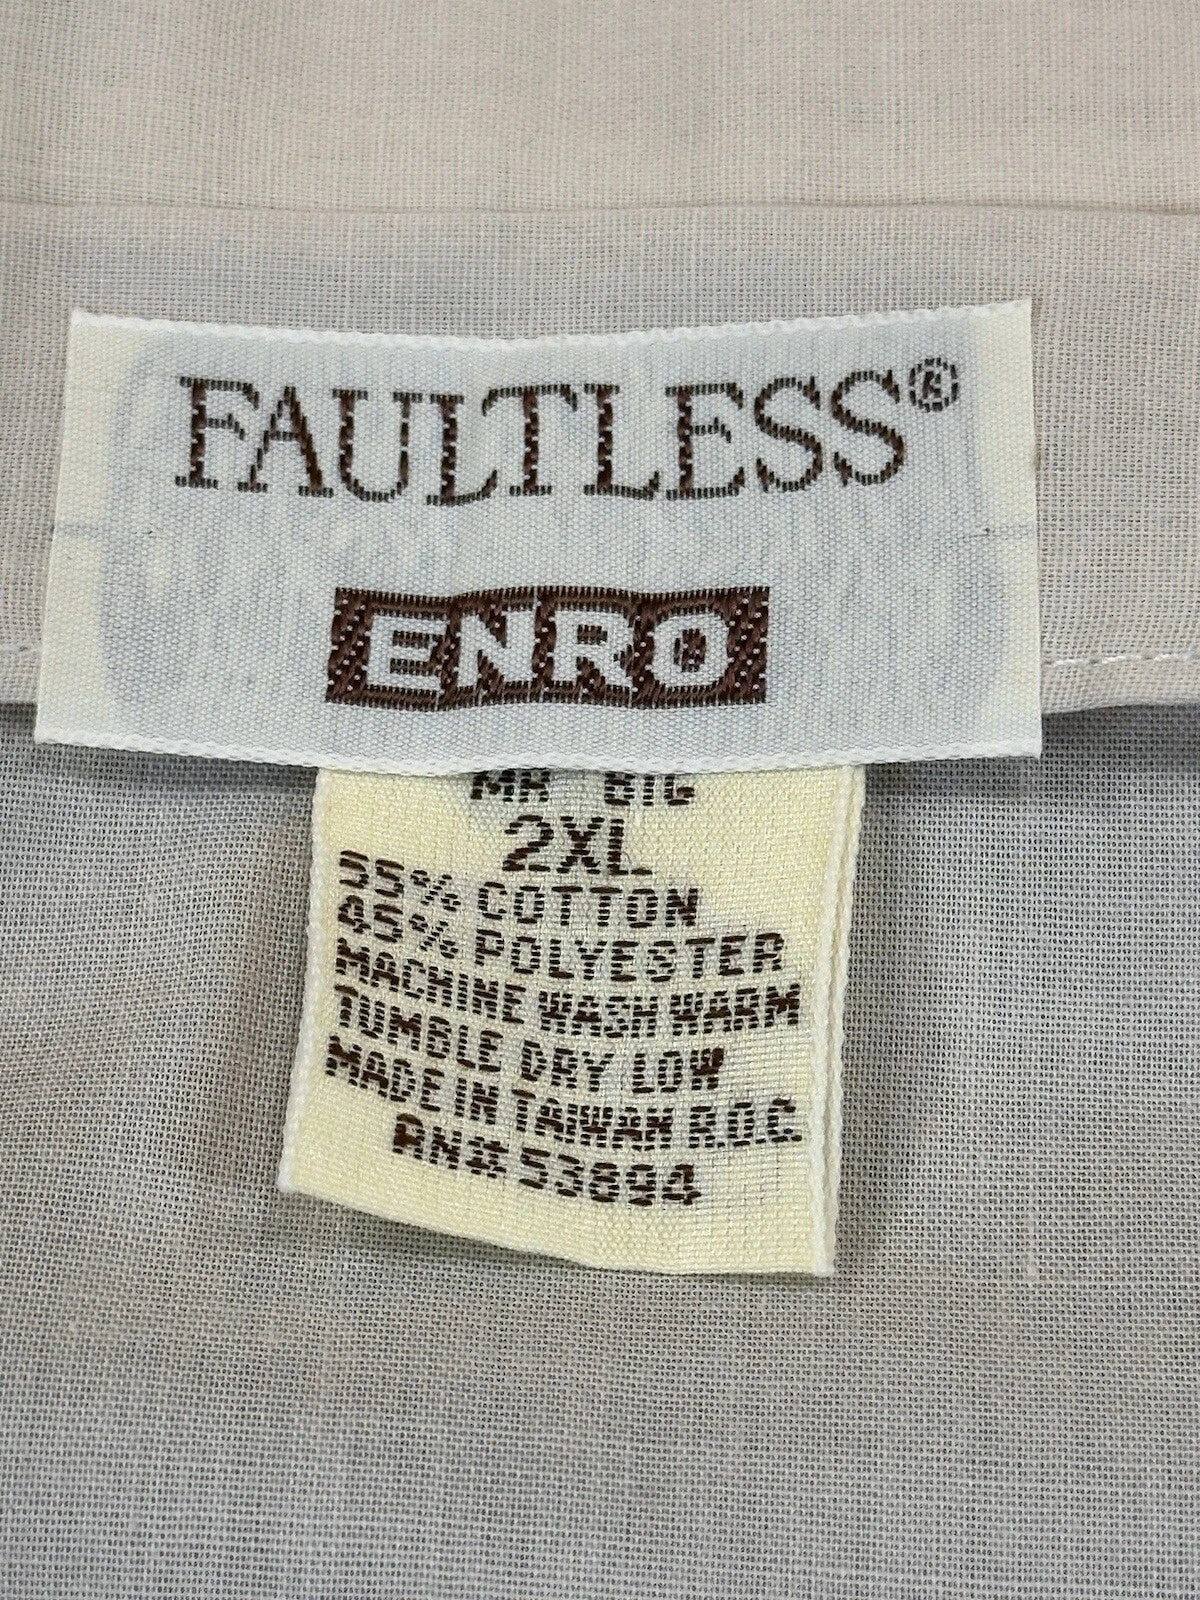 FAULTLESS®
ENRO
MR BIG
2XL
55% COTTON
45% POLYESTER
MACHINE WASH WARM
TUMBLE DRY LOW
MADE IN TAIWAN R.O.C.
RN# 53894